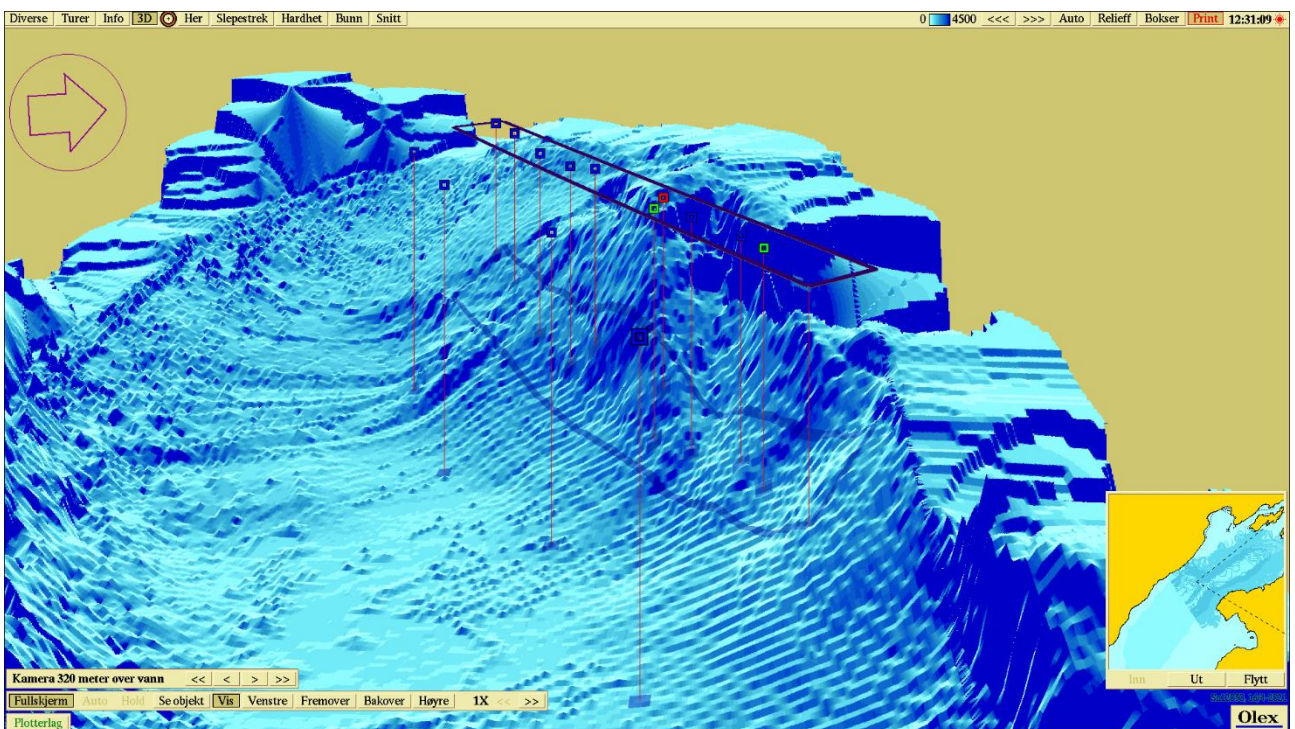 Diverse Turer Info 3D Her Slepestrek Hardhet Bunn Snitt 0 4500 <<< >>> Auto Relieff Bokser Print 12:31:09
Kamera 320 meter over vann << < > >>
Inn Ut Flytt
Fullskjerm Auto Hold Se objekt Vis Venstre Fremover Bakover Høyre 1X << >>
Plotterlag
Olex